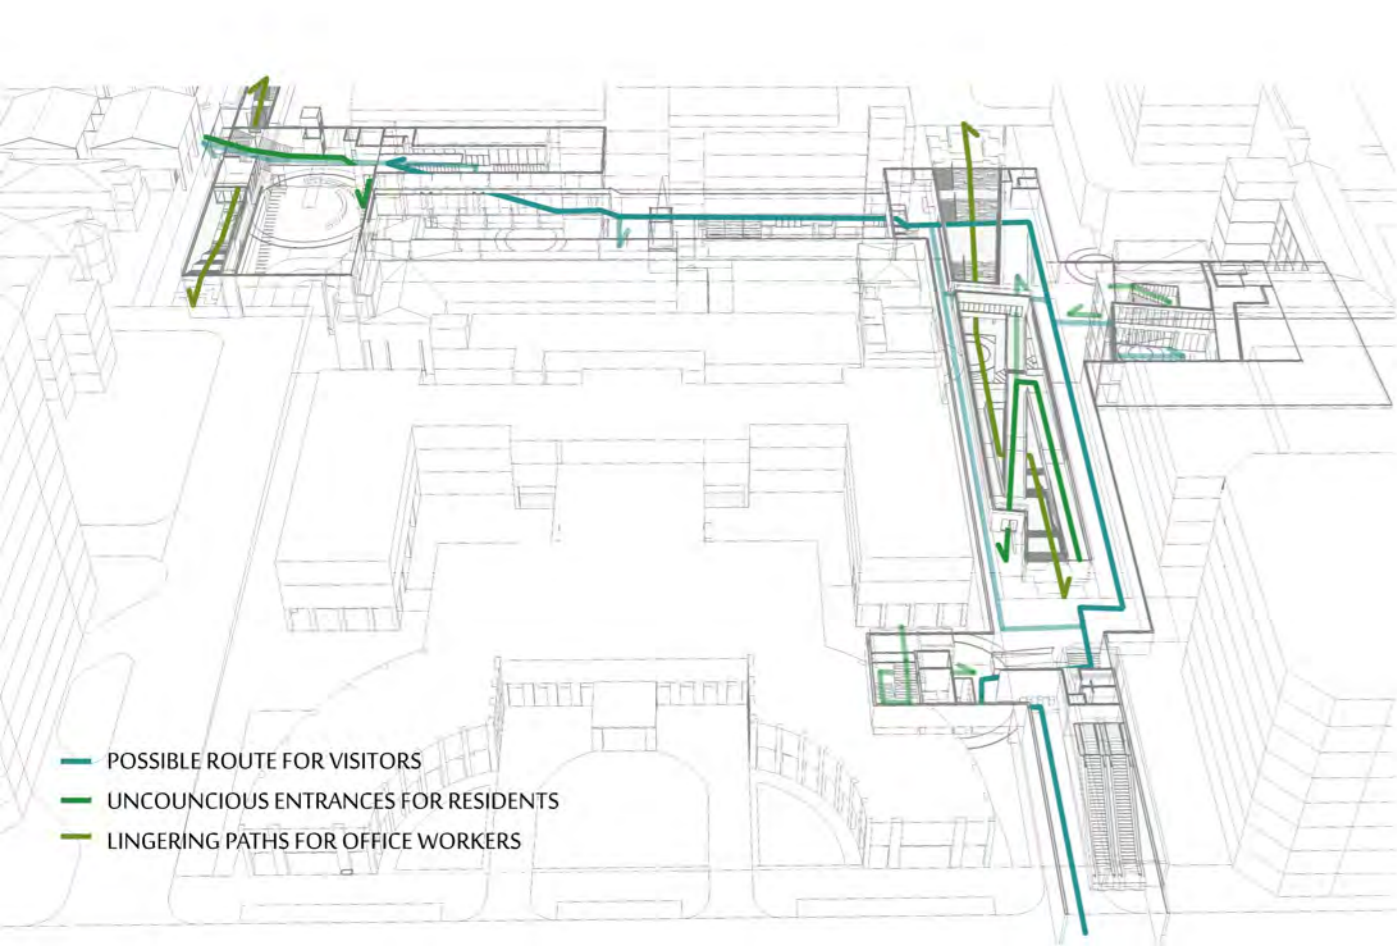 POSSIBLE ROUTE FOR VISITORS
UNCOUNCIOUS ENTRANCES FOR RESIDENTS
LINGERING PATHS FOR OFFICE WORKERS